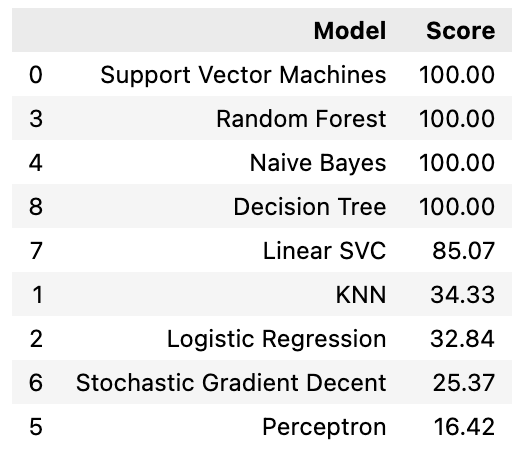 Model Score
0 Support Vector Machines 100.00
3 Random Forest 100.00
4 Naive Bayes 100.00
8 Decision Tree 100.00
7 Linear SVC 85.07
1 KNN 34.33
2 Logistic Regression 32.84
6 Stochastic Gradient Decent 25.37
5 Perceptron 16.42